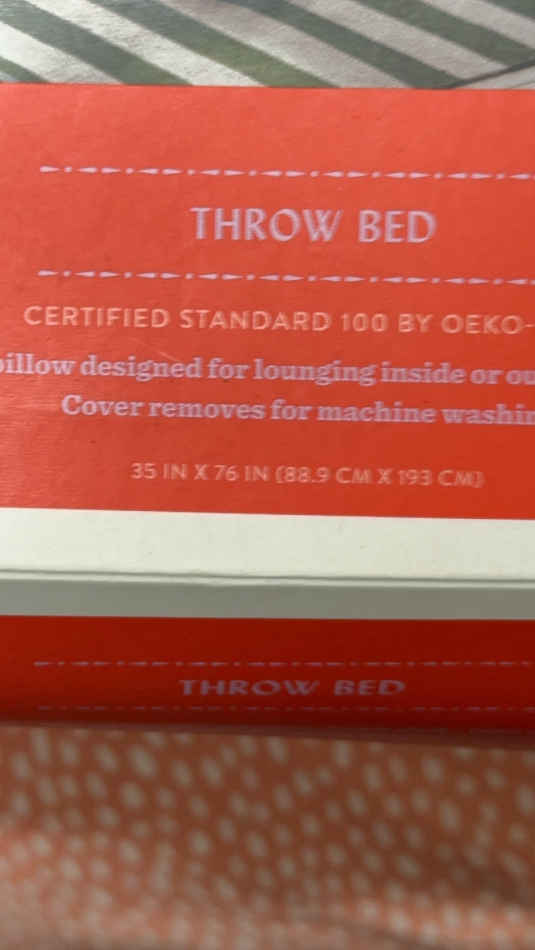 THROW BED
CERTIFIED STANDARD 100 BY OEKO-
pillow designed for lounging inside or ou
Cover removes for machine washin
35 IN X 76 IN (88.9 CM X 193 CM)
THROW BED